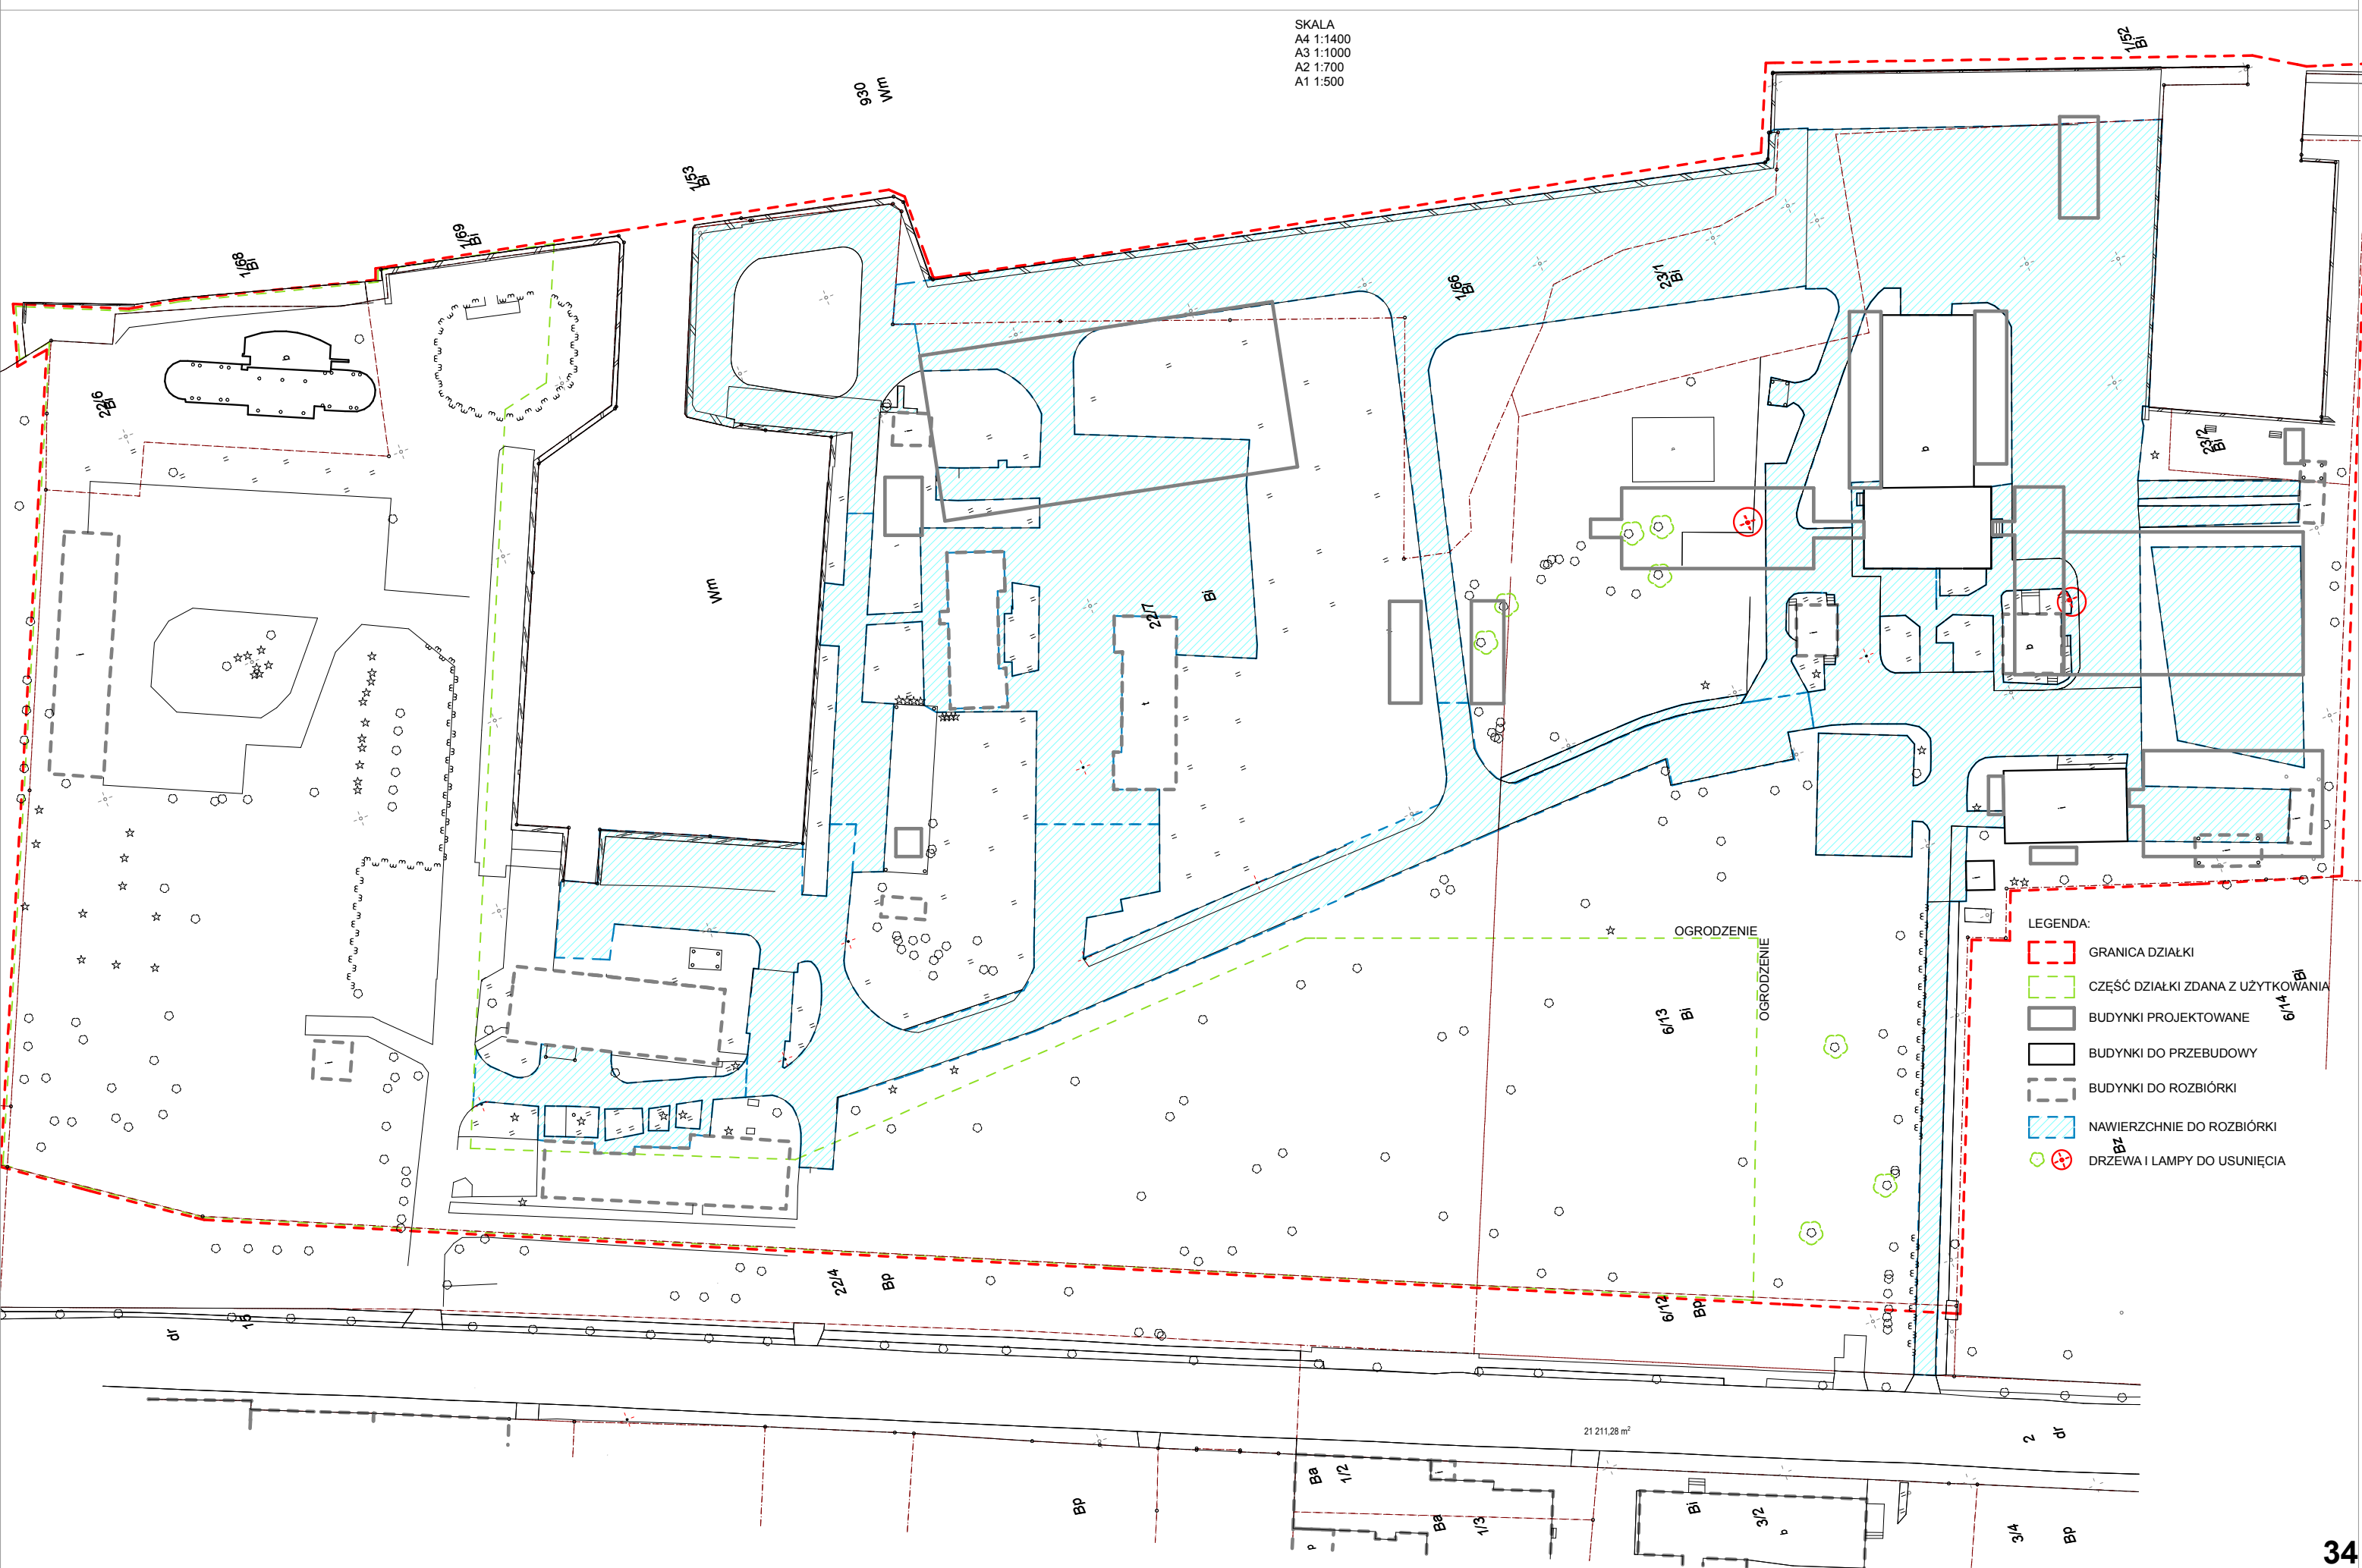 SKALA
A4 1:1400
A3 1:1000
A2 1:700
A1 1:500
1/52
Bi
930
Wm
1/53
Bi
1/69
Bi
1/68
Bi
1/66
Bi
23/1
Bi
22/6
Bi
b
b
23/2
Bi
Wm
22/7
Bi
i
t
i
i
b
i
i
i
i
i
i
OGRODZENIE
OGRODZENIE
LEGENDA:
GRANICA DZIAŁKI
CZĘŚĆ DZIAŁKI ZDANA Z UŻYTKOWANIA
BUDYNKI PROJEKTOWANE
BUDYNKI DO PRZEBUDOWY
BUDYNKI DO ROZBIÓRKI
NAWIERZCHNIE DO ROZBIÓRKI
DRZEWA I LAMPY DO USUNIĘCIA
6/14
Bi
Bz
6/13
Bi
22/4
Bp
6/12
Bp
dr
15
21 211,28 m²
2
dr
Bp
Ba
1/2
Ba
1/3
p
Bi
3/2
b
3/4
Bp
34